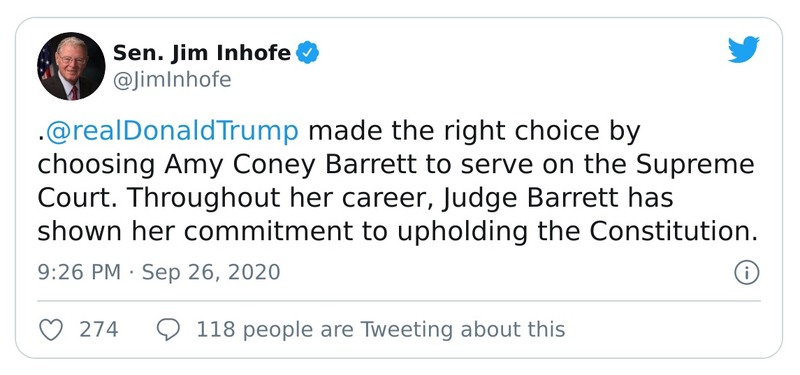 Sen. Jim Inhofe
@JimInhofe
.@realDonaldTrump made the right choice by
choosing Amy Coney Barrett to serve on the Supreme
Court. Throughout her career, Judge Barrett has
shown her commitment to upholding the Constitution.
9:26 PM · Sep 26, 2020
274 118 people are Tweeting about this